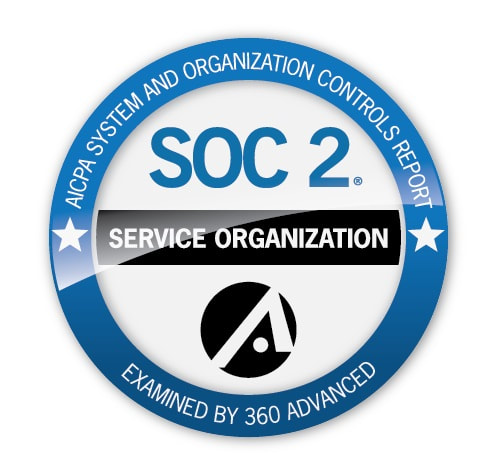 AICPA SYSTEM AND ORGANIZATION CONTROLS REPORT
SOC 2®
SERVICE ORGANIZATION
EXAMINED BY 360 ADVANCED